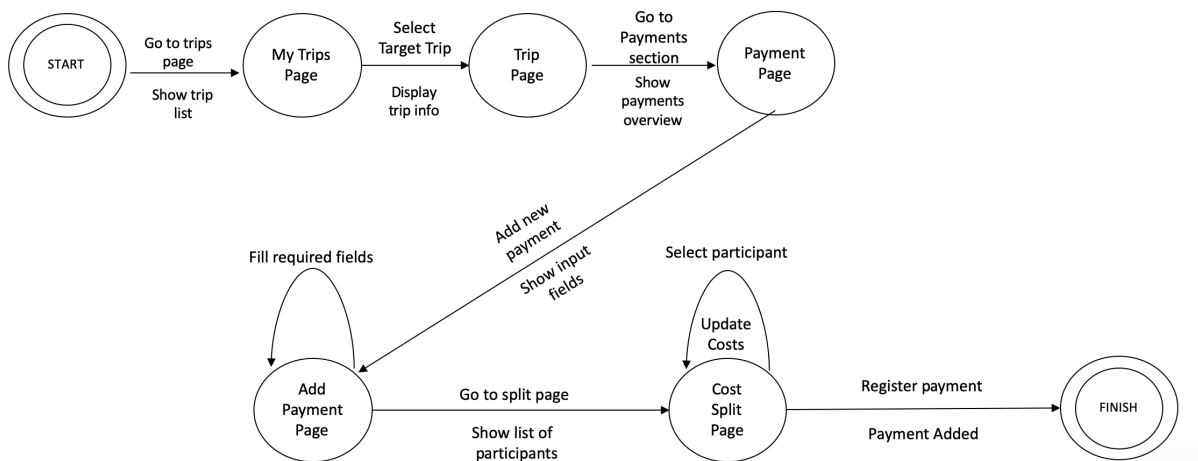 START
Go to trips
page
Show trip
list
My Trips
Page
Select
Target Trip
Display
trip info
Trip
Page
Go to
Payments
section
Show
payments
overview
Payment
Page
Add new
payment
Show input
fields
Fill required fields
Add
Payment
Page
Go to split page
Show list of
participants
Select participant
Update
Costs
Cost
Split
Page
Register payment
Payment Added
FINISH